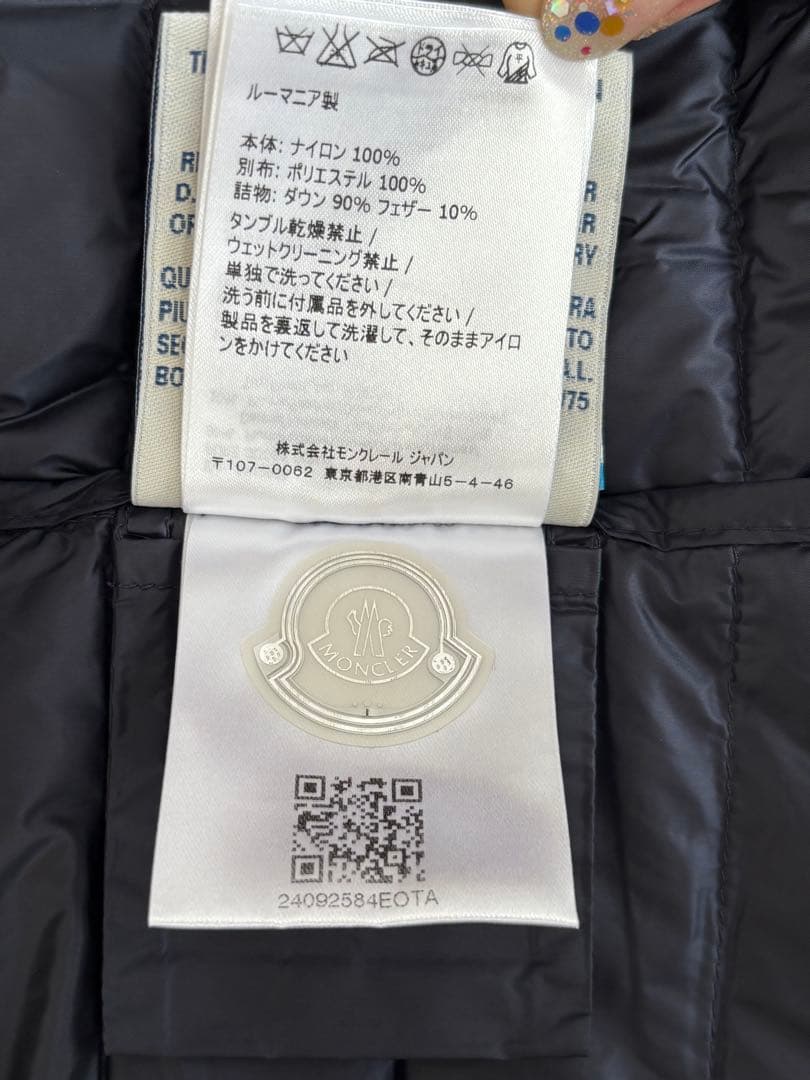 ルーマニア製
本体: ナイロン 100%
別布: ポリエステル 100%
詰物: ダウン 90% フェザー 10%
タンブル乾燥禁止 /
ウェットクリーニング禁止 /
単独で洗ってください /
洗う前に付属品を外してください /
製品を裏返して洗濯して、そのままアイロ
ンをかけてください
株式会社モンクレール ジャパン
〒107-0062 東京都港区南青山5-4-46
MONCLER
24092584EOTA